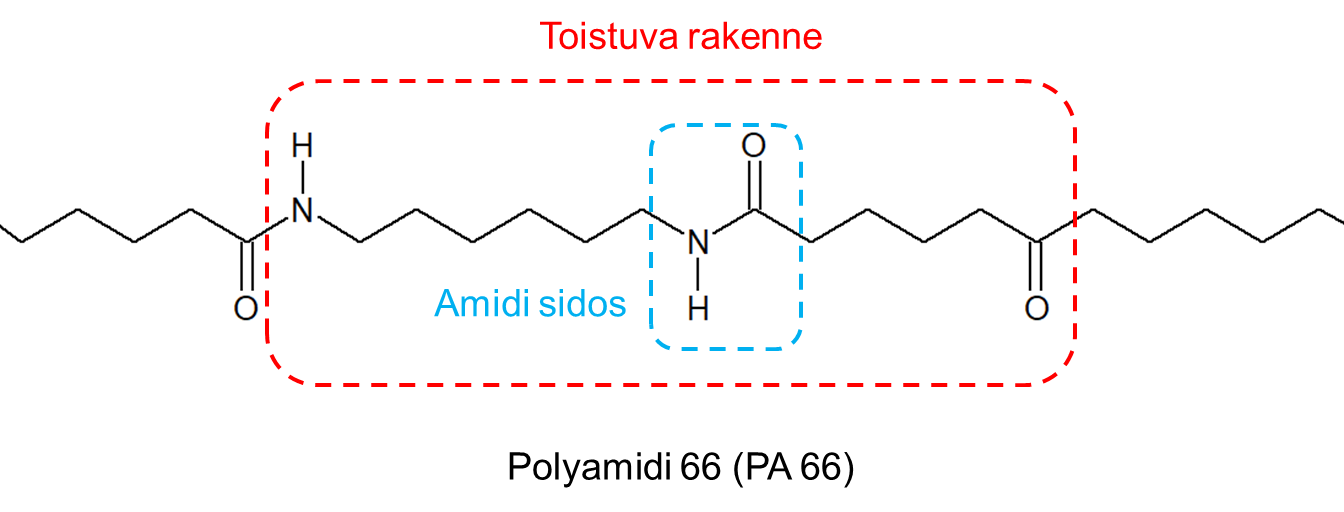 Toistuva rakenne
H
O
N
N
Amidi sidos
H
O
O
Polyamidi 66 (PA 66)